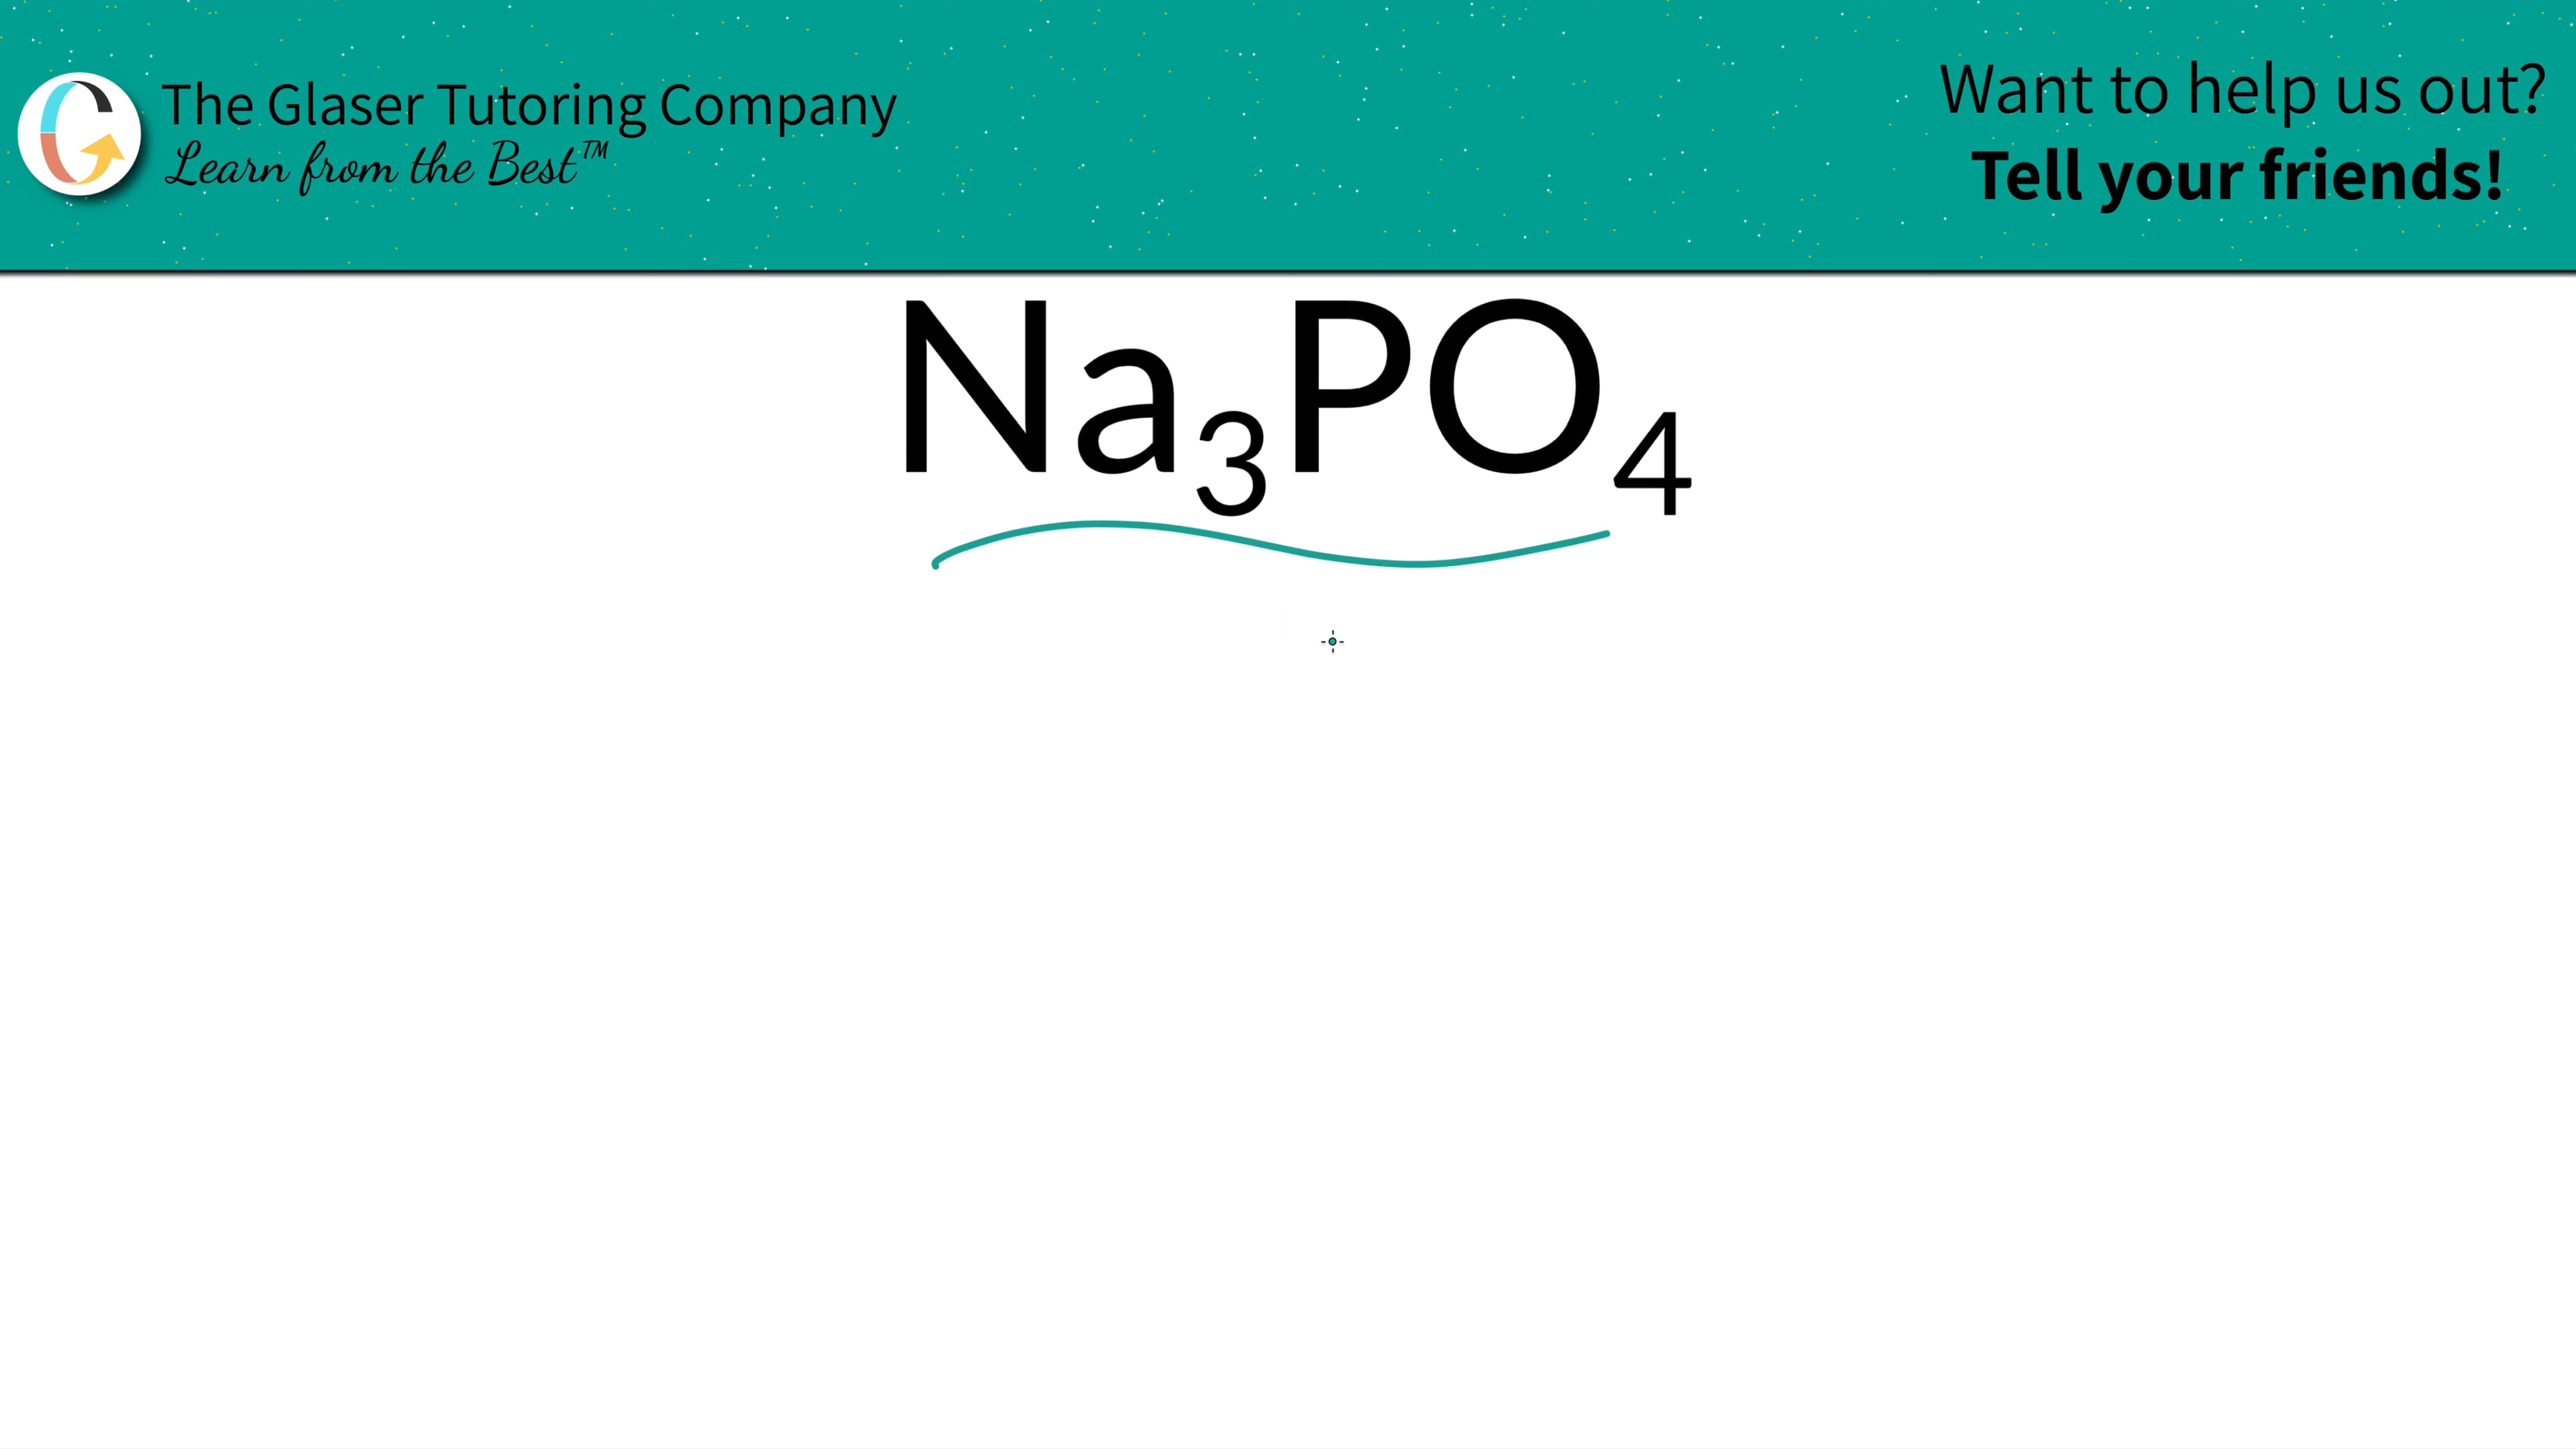 The Glaser Tutoring Company
Learn from the Best™
Want to help us out?
Tell your friends!
Na₃PO₄